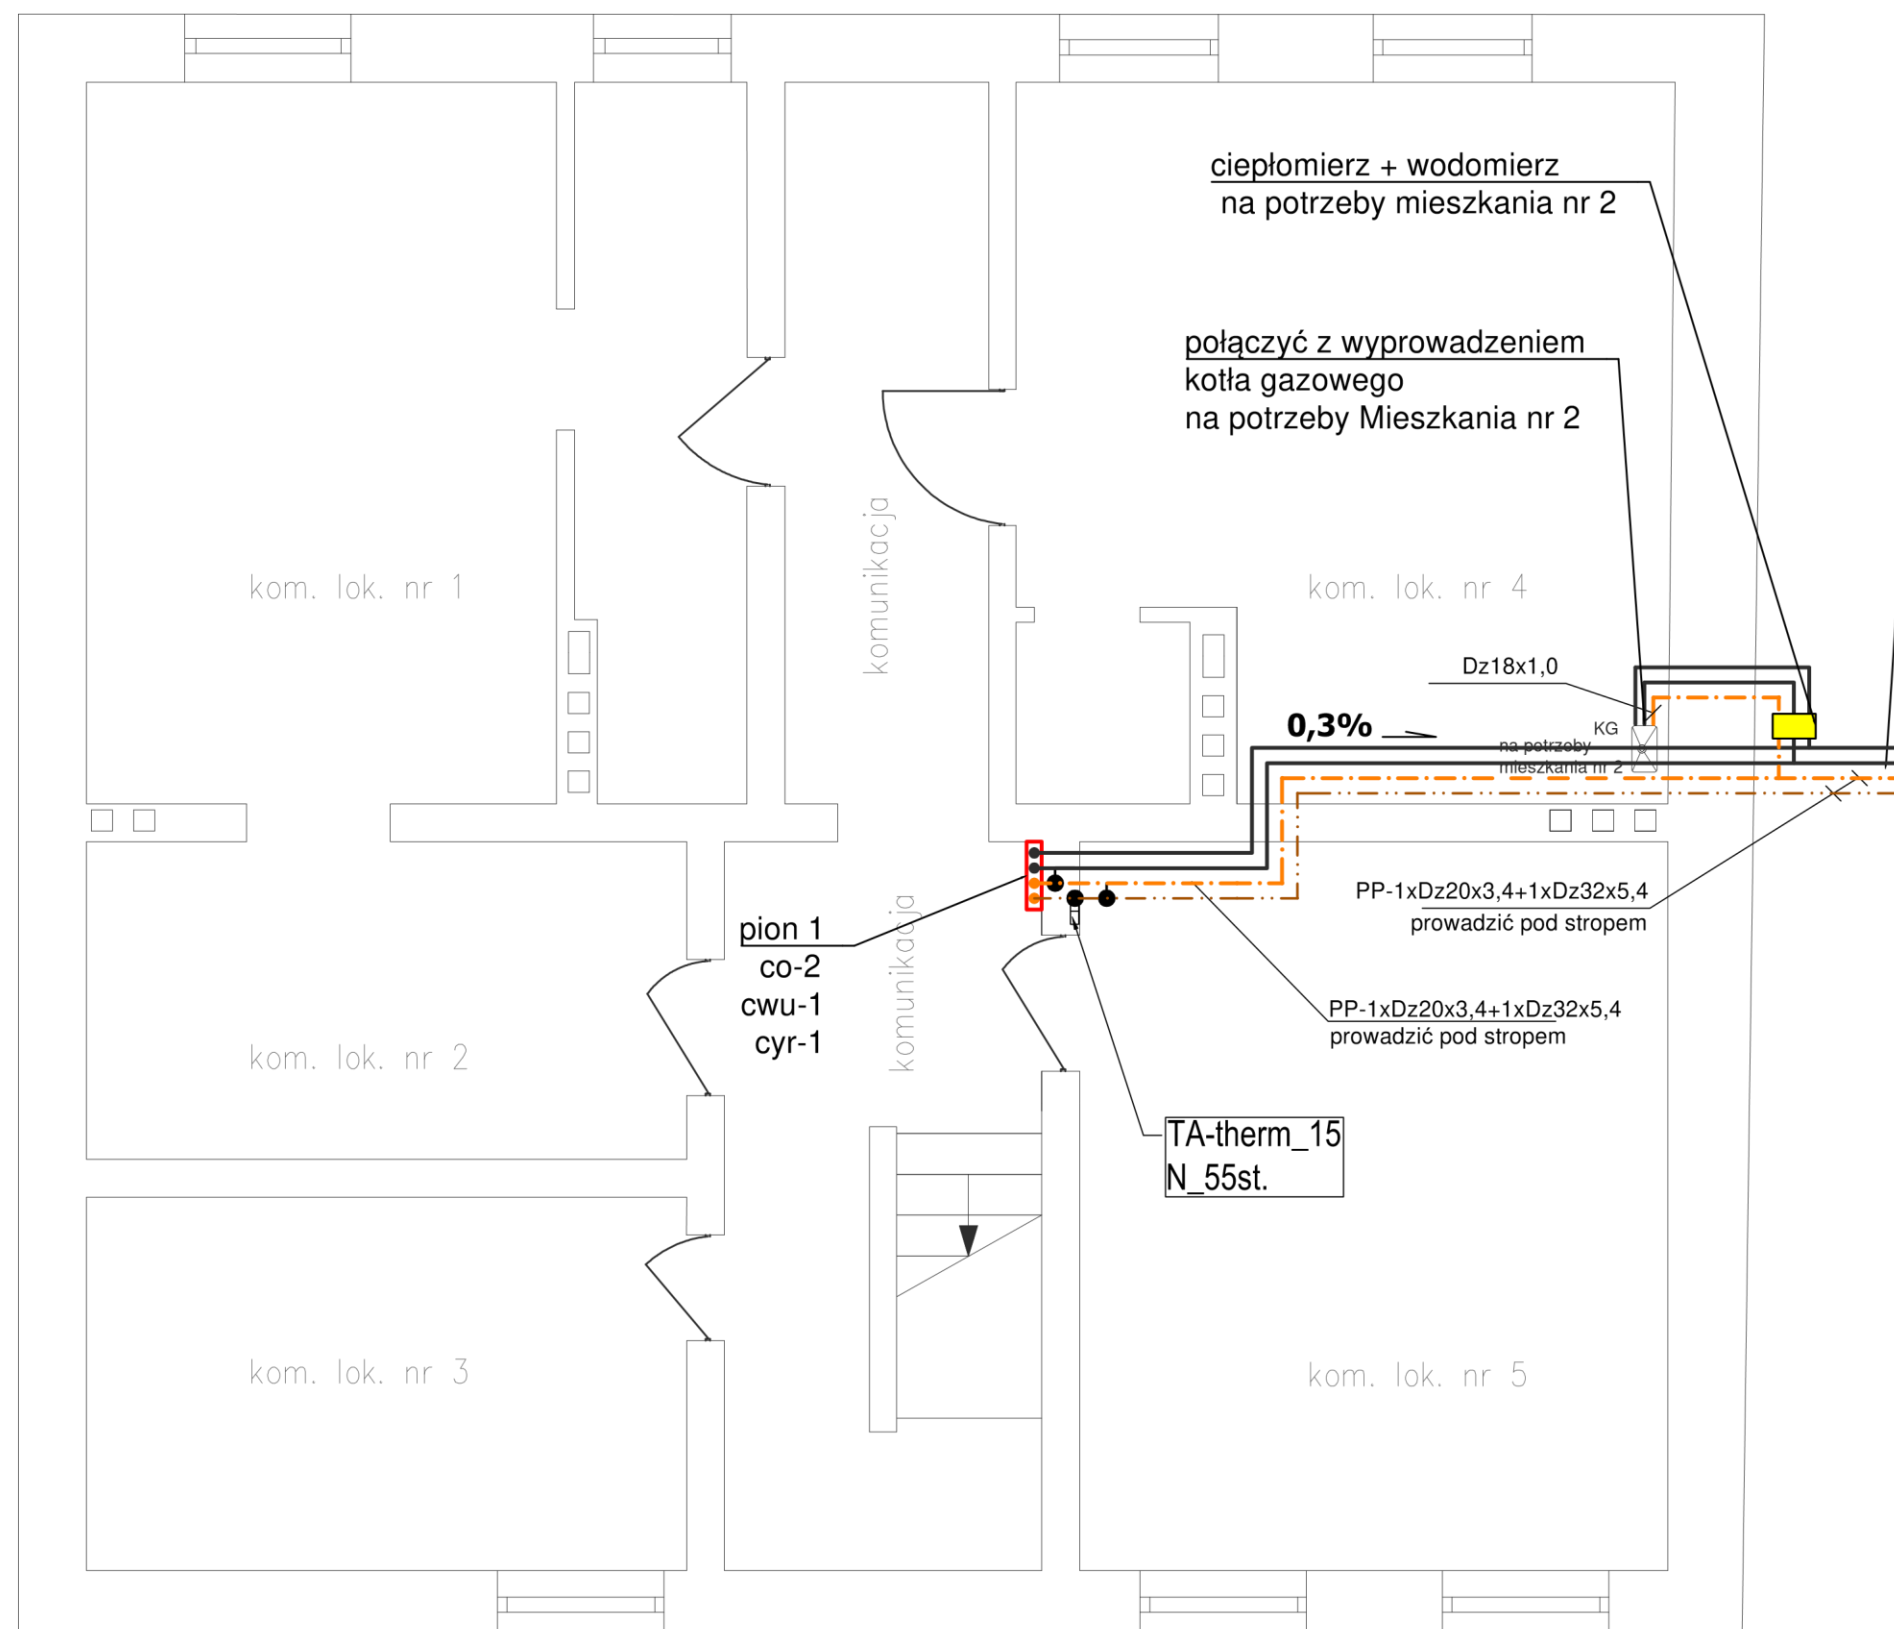 ciepłomierz + wodomierz
na potrzeby mieszkania nr 2
połączyć z wyprowadzeniem
kotła gazowego
na potrzeby Mieszkania nr 2
komunikacja
kom. lok. nr 1
kom. lok. nr 4
Dz18x1,0
0,3%
KG
na potrzeby
mieszkania nr 2
PP-1xDz20x3,4+1xDz32x5,4
prowadzić pod stropem
pion 1
co-2
cwu-1
cyr-1
komunikacja
PP-1xDz20x3,4+1xDz32x5,4
prowadzić pod stropem
kom. lok. nr 2
TA-therm_15
N_55st.
kom. lok. nr 3
kom. lok. nr 5